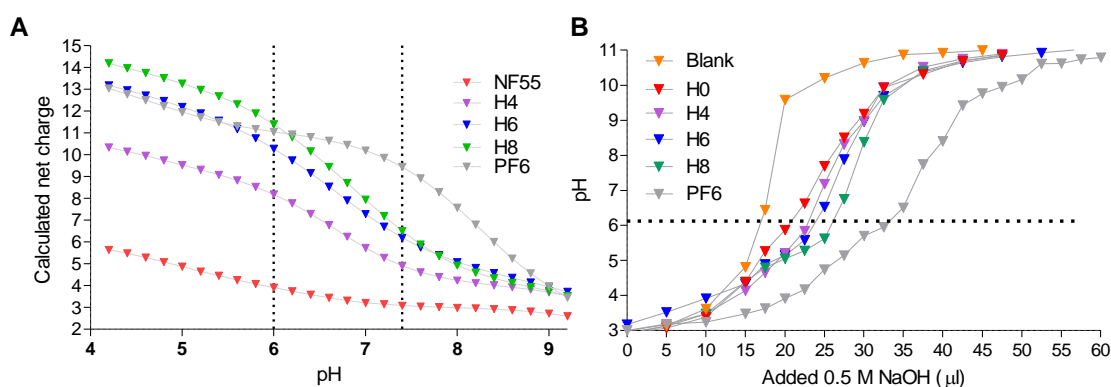 A
Calculated net charge
15
14
13
12
11
10
9
8
7
6
5
4
3
2
4 5 6 7 8 9
pH
NF55
H4
H6
H8
PF6
B
pH
11
10
9
8
7
6
5
4
3
0 5 10 15 20 25 30 35 40 45 50 55 60
Added 0.5 M NaOH ( µl)
Blank
H0
H4
H6
H8
PF6